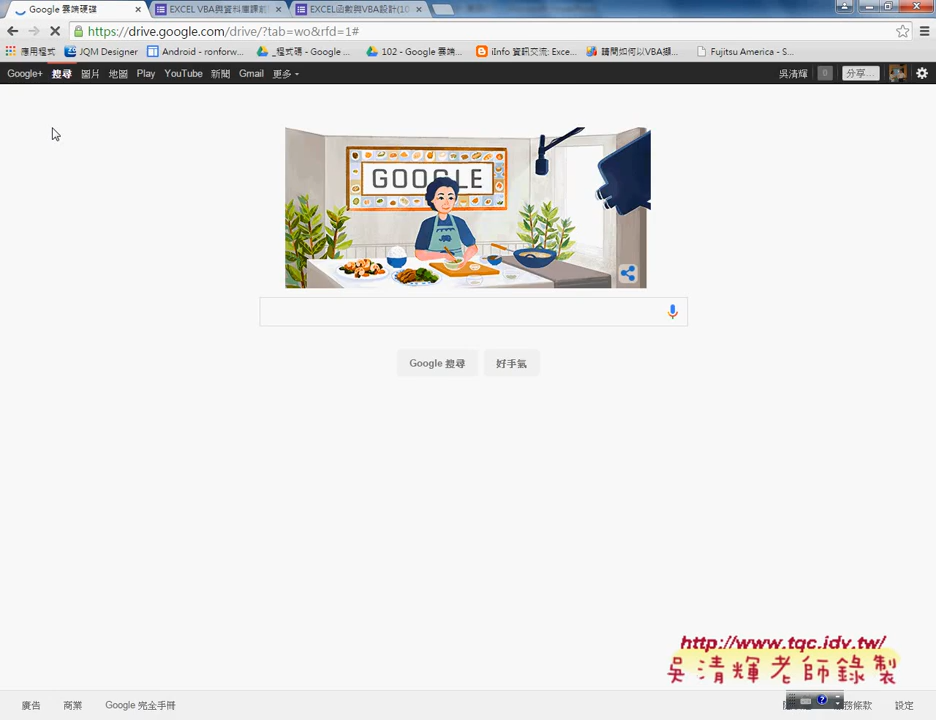 Google 雲端硬碟
EXCEL VBA與資料庫課前
EXCEL函數與VBA設計(10
https://drive.google.com/drive/?tab=wo&rfd=1#
應用程式
JQM Designer
Android - ronforw...
_程式碼 - Google ...
102 - Google 雲端...
iInfo 資訊交流: Exce...
請問如何以VBA擷...
Fujitsu America - S...
Google+ 搜尋 圖片 地圖 Play YouTube 新聞 Gmail 更多
吳清輝 0 分享...
GOOGLE
Google 搜尋
好手氣
http://www.tqc.idv.tw/
吳清輝老師錄製
廣告 商業 Google 完全手冊
務條款 設定